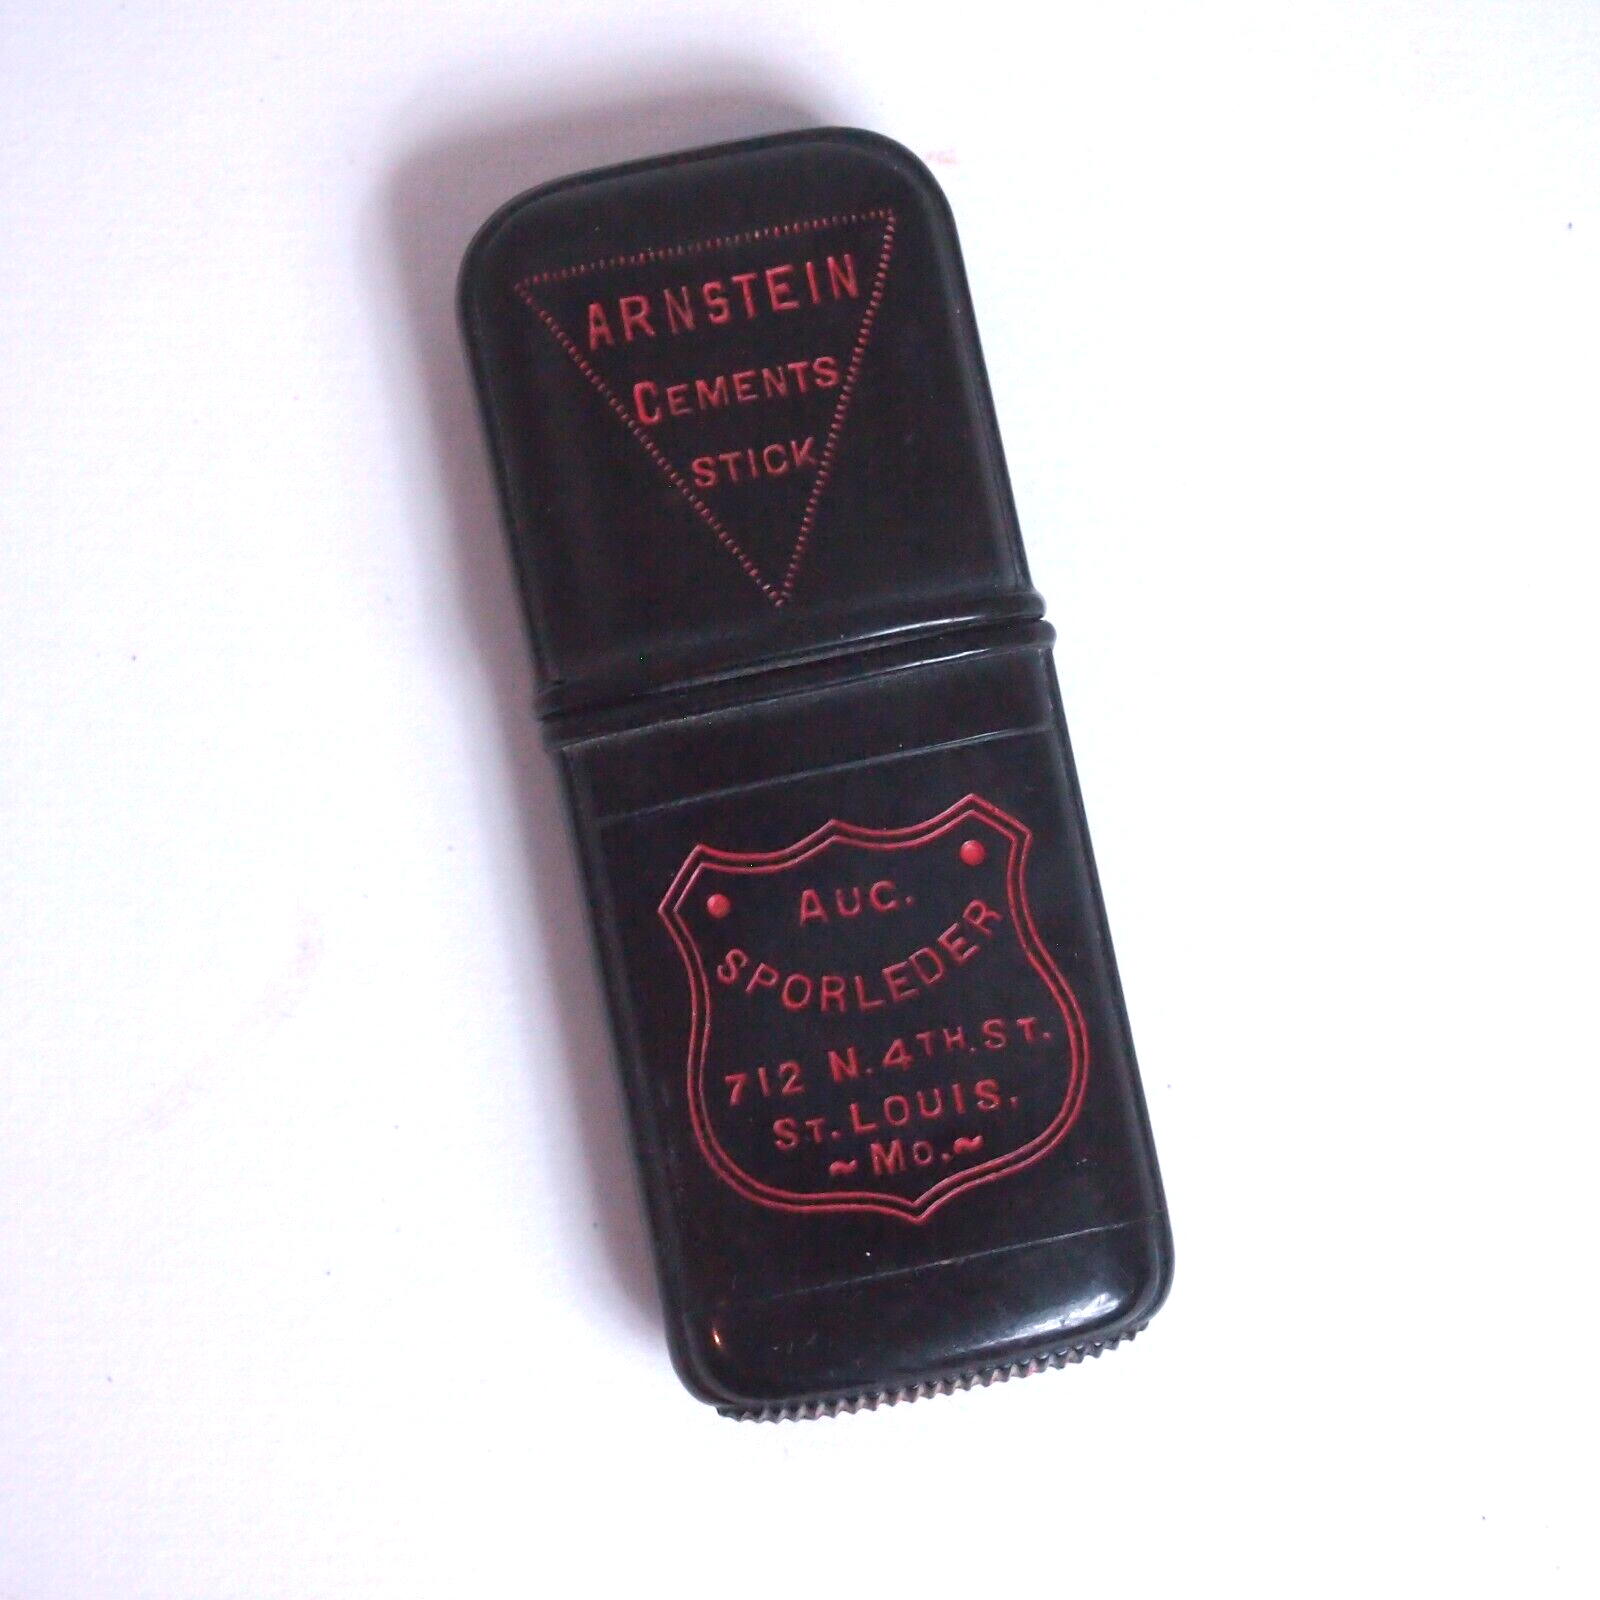 ARNSTEIN
CEMENTS
STICK
AUG.
SPORLEDER
712 N. 4TH. ST.
ST. LOUIS.
~ MO. ~